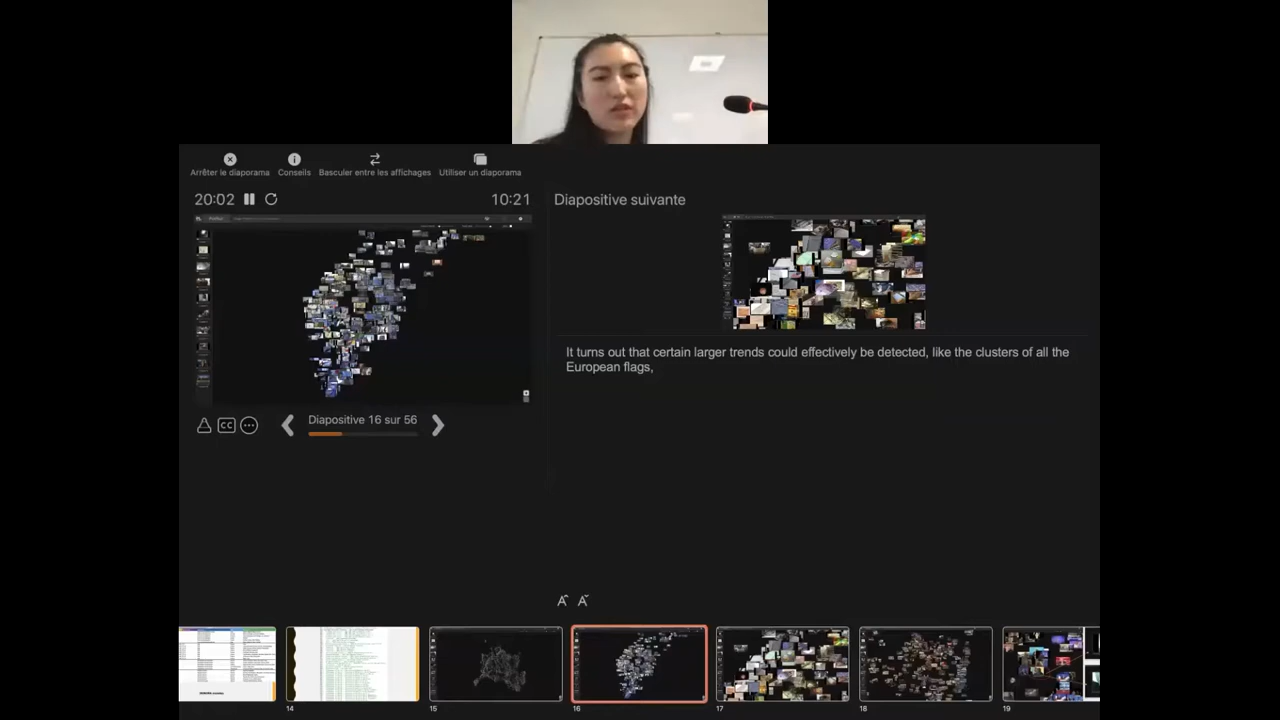 Arrêter le diaporama
Conseils
Basculer entre les affichages
Utiliser un diaporama
20:02
10:21
Diapositive suivante
It turns out that certain larger trends could effectively be detected, like the clusters of all the
European flags,
CC
Diapositive 16 sur 56
14
15
16
17
18
19